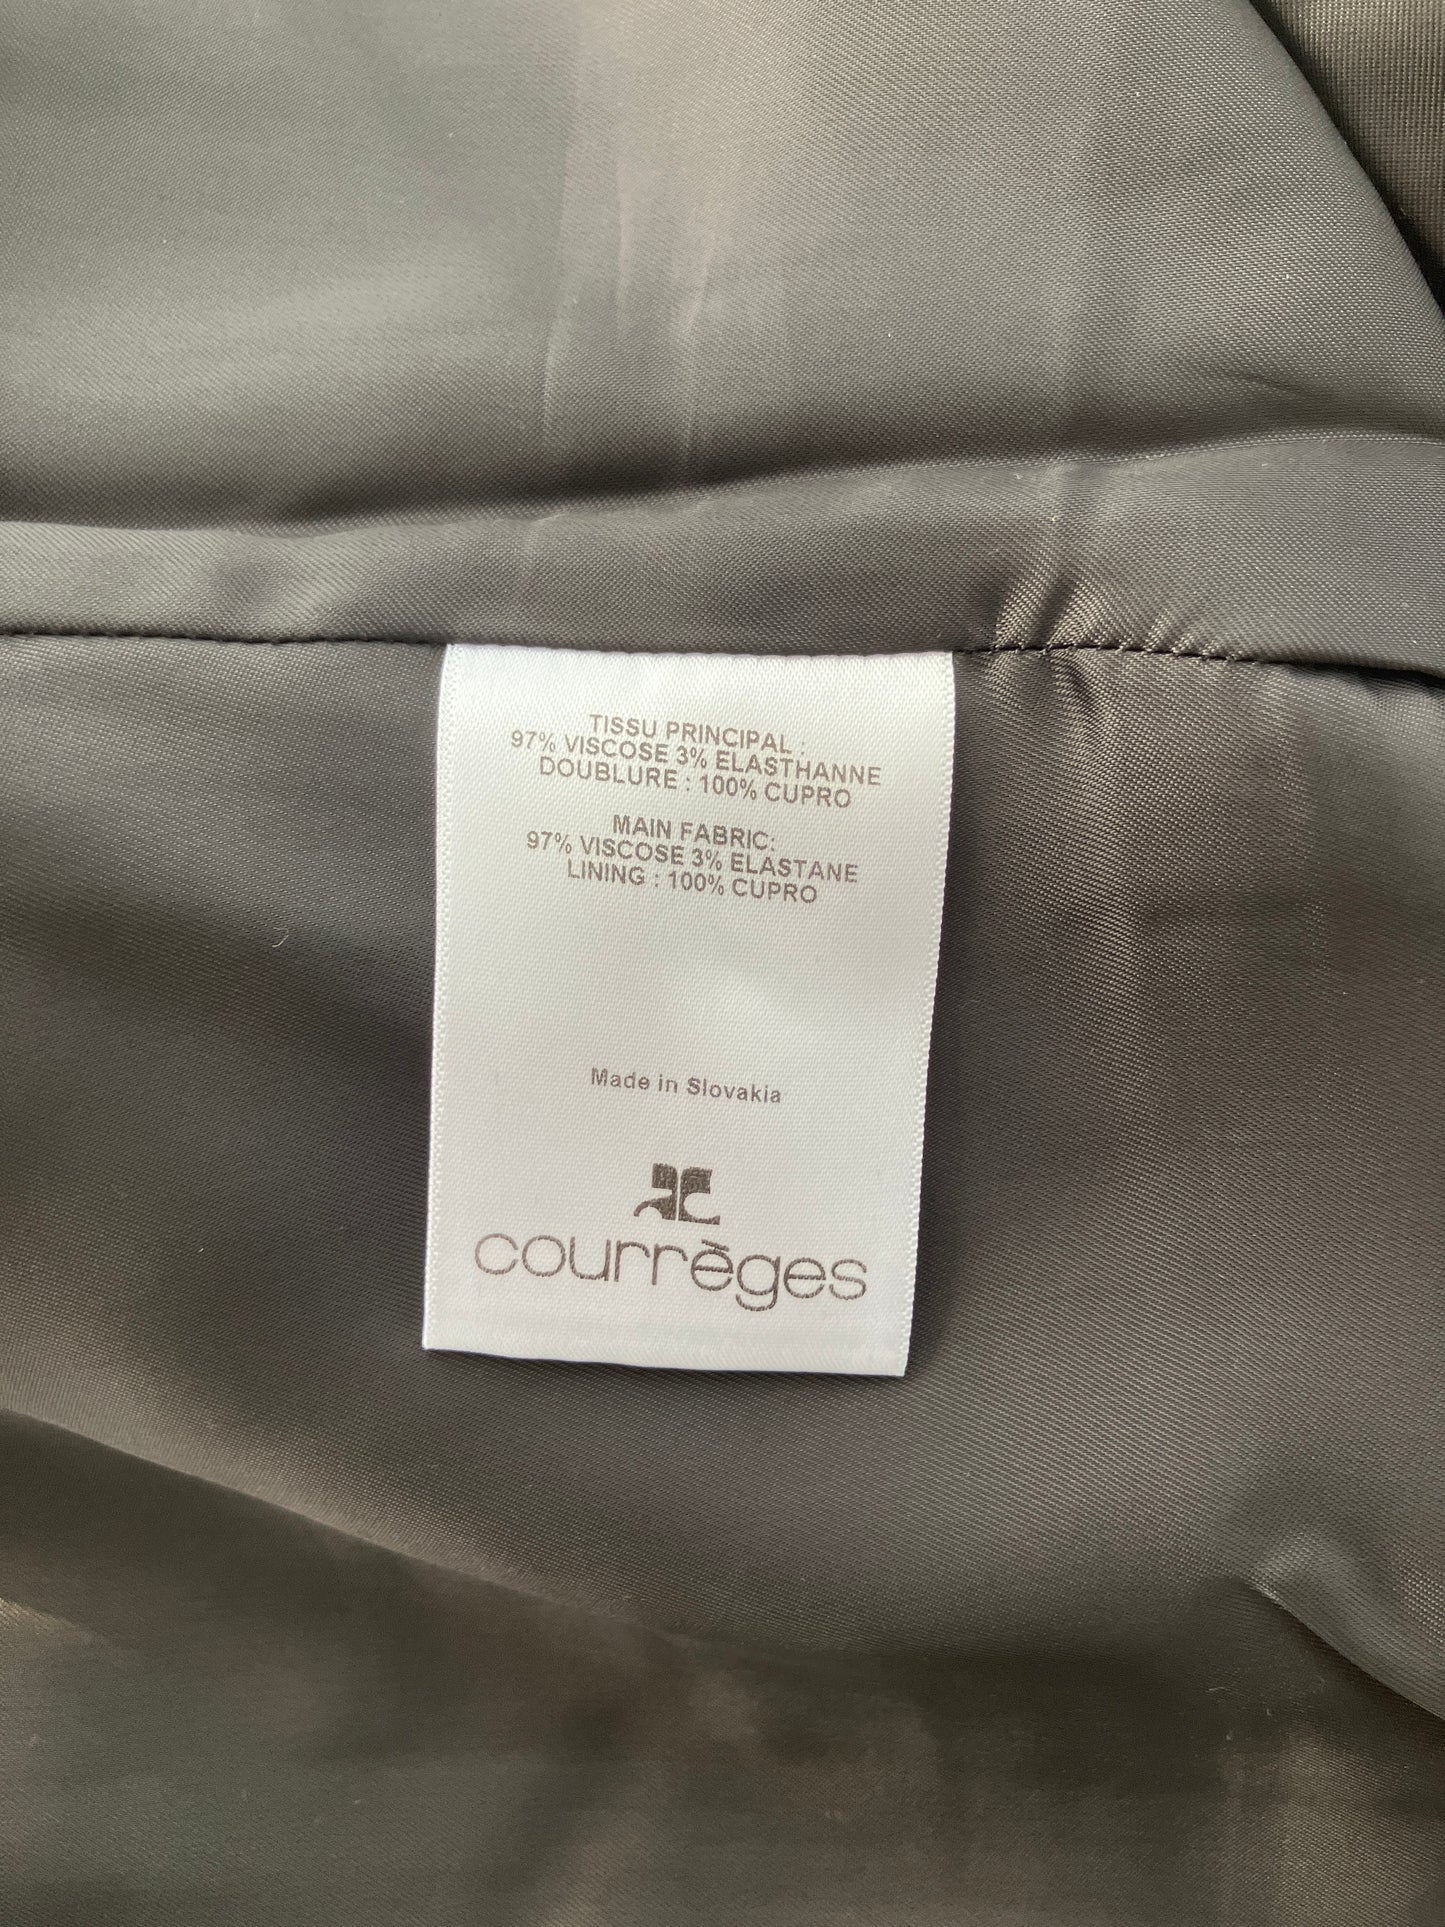 TISSU PRINCIPAL :
97% VISCOSE 3% ELASTHANNE
DOUBLURE : 100% CUPRO
MAIN FABRIC:
97% VISCOSE 3% ELASTANE
LINING : 100% CUPRO
Made in Slovakia
AC
courrèges